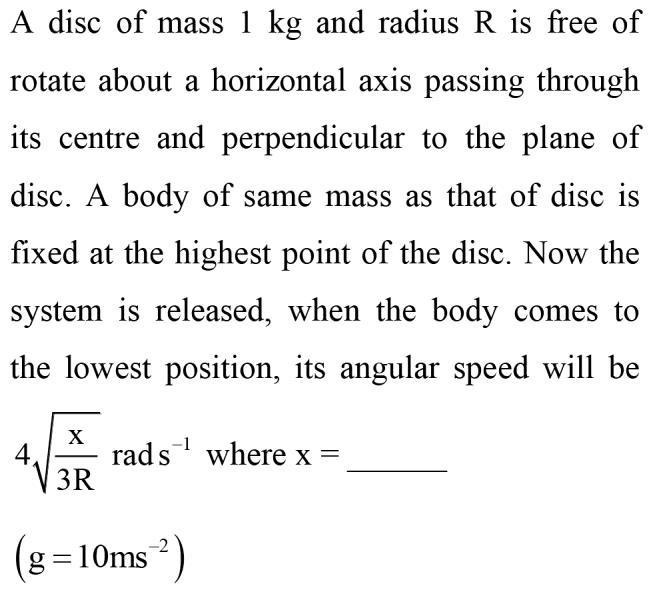 A disc of mass 1 kg and radius R is free of
rotate about a horizontal axis passing through
its centre and perpendicular to the plane of
disc. A body of same mass as that of disc is
fixed at the highest point of the disc. Now the
system is released, when the body comes to
the lowest position, its angular speed will be
4√(x/3R) rad s⁻¹ where x = ______
(g = 10ms⁻²)